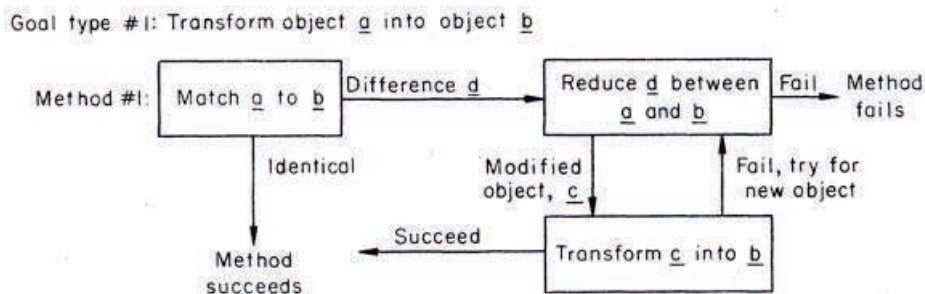 Goal type #1: Transform object a into object b
Method #1:
Match a to b
Difference d
Reduce d between
a and b
Fail
Method
fails
Identical
Modified
object, c
Fail, try for
new object
Succeed
Method
succeeds
Transform c into b